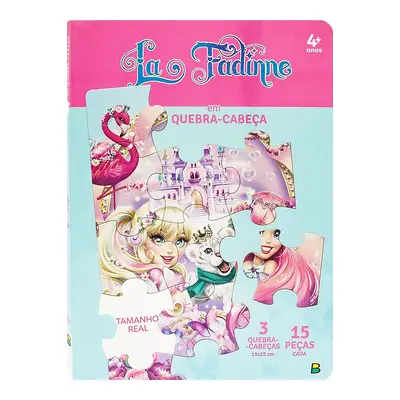 La Fadinne
4+
anos
em
QUEBRA-CABEÇA
TAMANHO
REAL
3
QUEBRA-
CABEÇAS
15x25 cm
15
PEÇAS
CADA
B